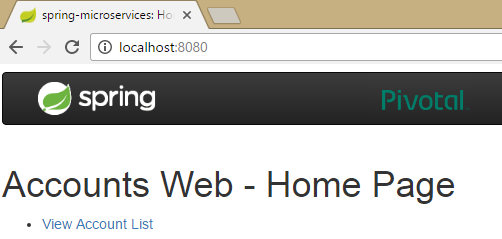 spring-microservices: Ho
localhost:8080
spring Pivotal.
Accounts Web - Home Page
View Account List